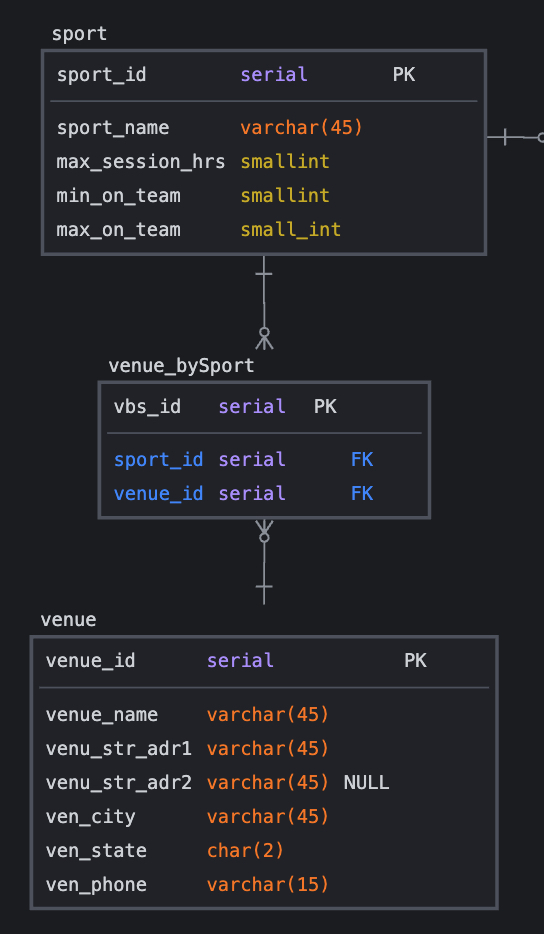 sport
sport_id serial PK
sport_name varchar(45)
max_session_hrs smallint
min_on_team smallint
max_on_team small_int
venue_bySport
vbs_id serial PK
sport_id serial FK
venue_id serial FK
venue
venue_id serial PK
venue_name varchar(45)
venu_str_adr1 varchar(45)
venu_str_adr2 varchar(45) NULL
ven_city varchar(45)
ven_state char(2)
ven_phone varchar(15)